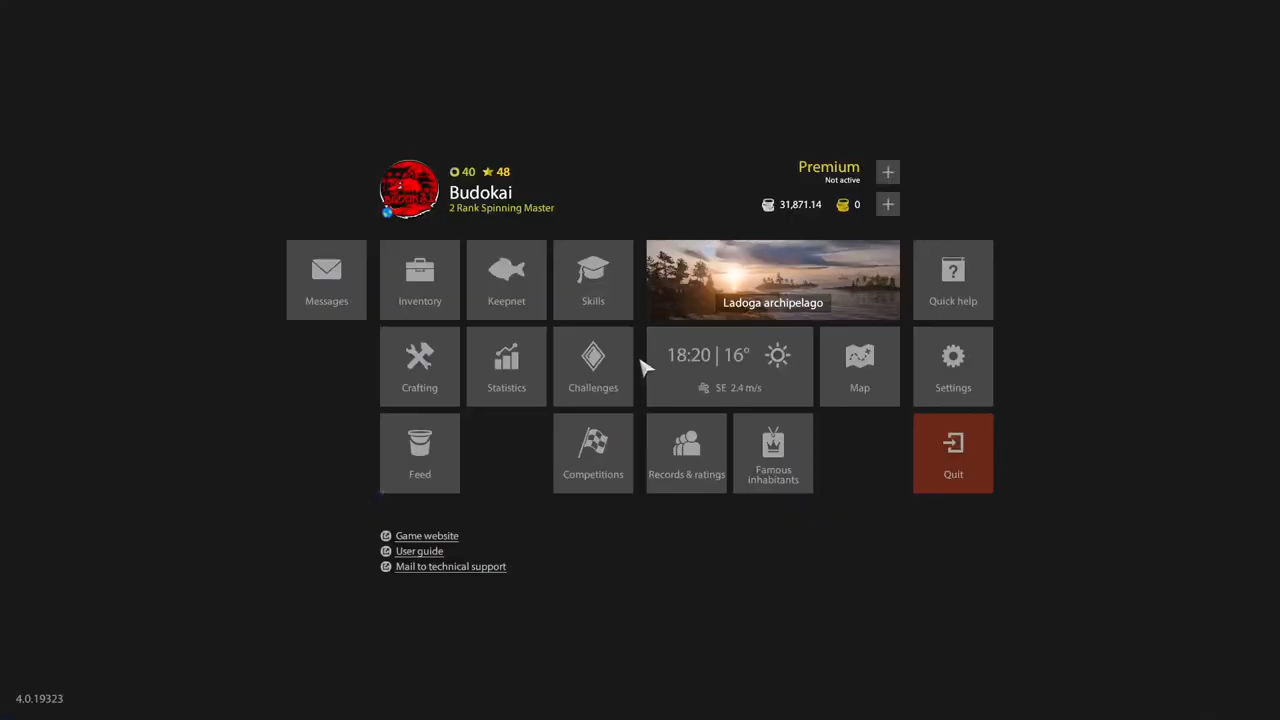 40 48
Budokai
2 Rank Spinning Master
Premium
Not active
31,871.14 0
Messages
Inventory
Keepnet
Skills
Ladoga archipelago
Quick help
Crafting
Statistics
Challenges
18:20 | 16°
SE 2.4 m/s
Map
Settings
Feed
Competitions
Records & ratings
Famous
inhabitants
Quit
Game website
User guide
Mail to technical support
4.0.19323